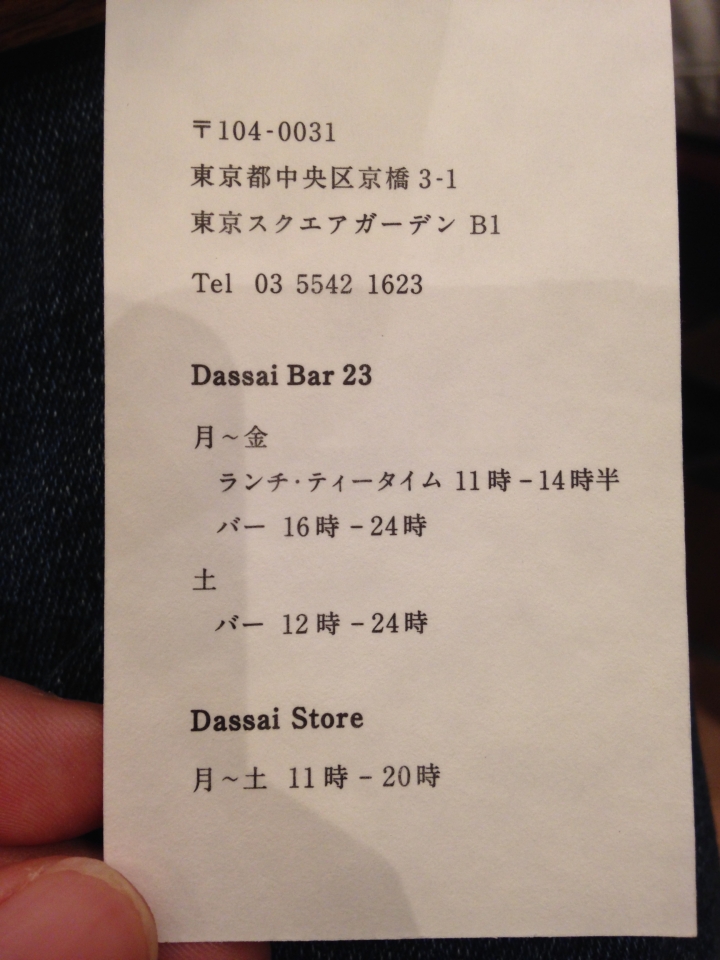 〒104-0031
東京都中央区京橋 3-1
東京スクエアガーデン B1
Tel 03 5542 1623
Dassai Bar 23
月～金
ランチ・ティータイム 11時－14時半
バー 16時－24時
土
バー 12時－24時
Dassai Store
月～土 11時－20時